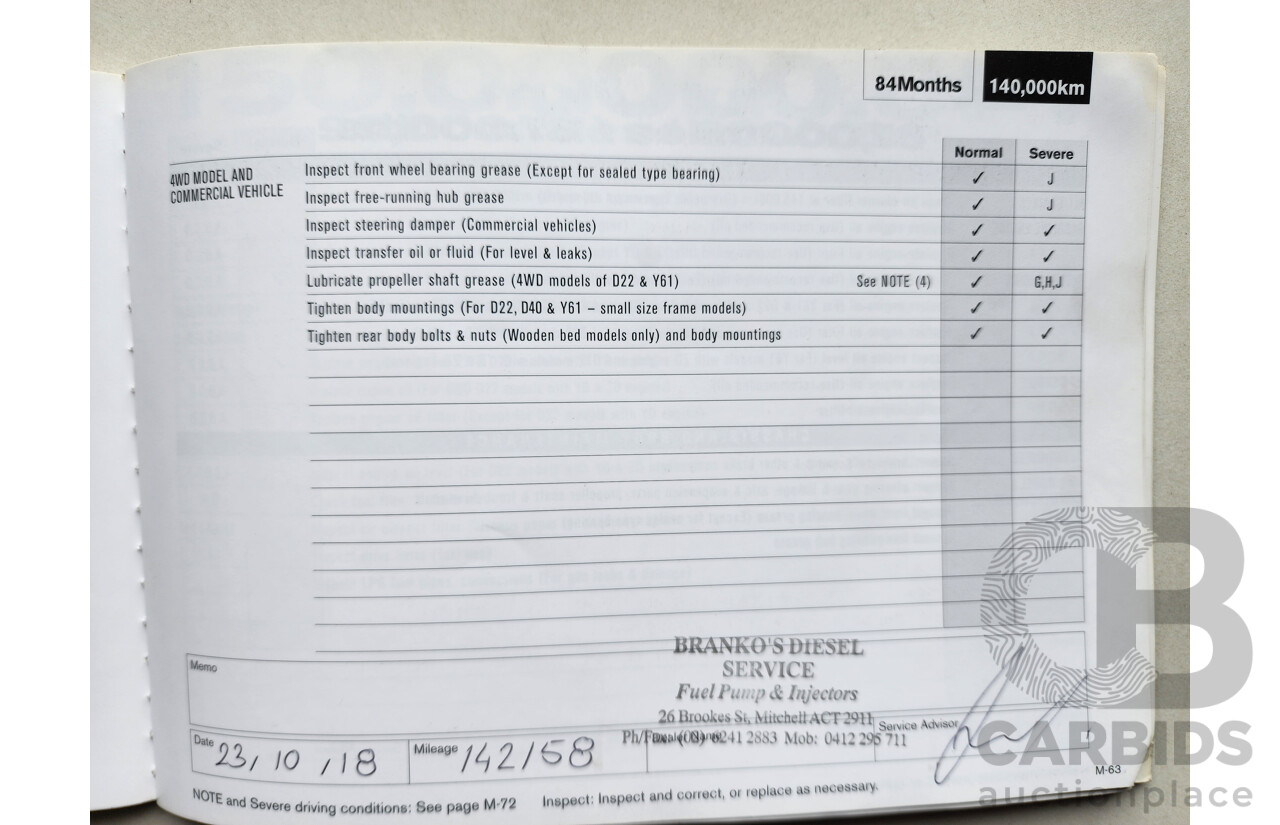 84Months 140,000km
Normal Severe
4WD MODEL AND
COMMERCIAL VEHICLE
Inspect front wheel bearing grease (Except for sealed type bearing) ✓ J
Inspect free-running hub grease ✓ J
Inspect steering damper (Commercial vehicles) ✓ ✓
Inspect transfer oil or fluid (For level & leaks) ✓ ✓
Lubricate propeller shaft grease (4WD models of D22 & Y61) See NOTE (4) ✓ G,H,J
Tighten body mountings (For D22, D40 & Y61 – small size frame models) ✓ ✓
Tighten rear body bolts & nuts (Wooden bed models only) and body mountings ✓ ✓
Memo
BRANKO'S DIESEL
SERVICE
Fuel Pump & Injectors
26 Brookes St, Mitchell ACT 2911
Ph/ 6241 2883 Mob: 0412 295 711
Service Advisor
Date 23, 10, 18
Mileage 142158
NOTE and Severe driving conditions: See page M-72 Inspect: Inspect and correct, or replace as necessary.
M-63
CARBIDS
auctionplace